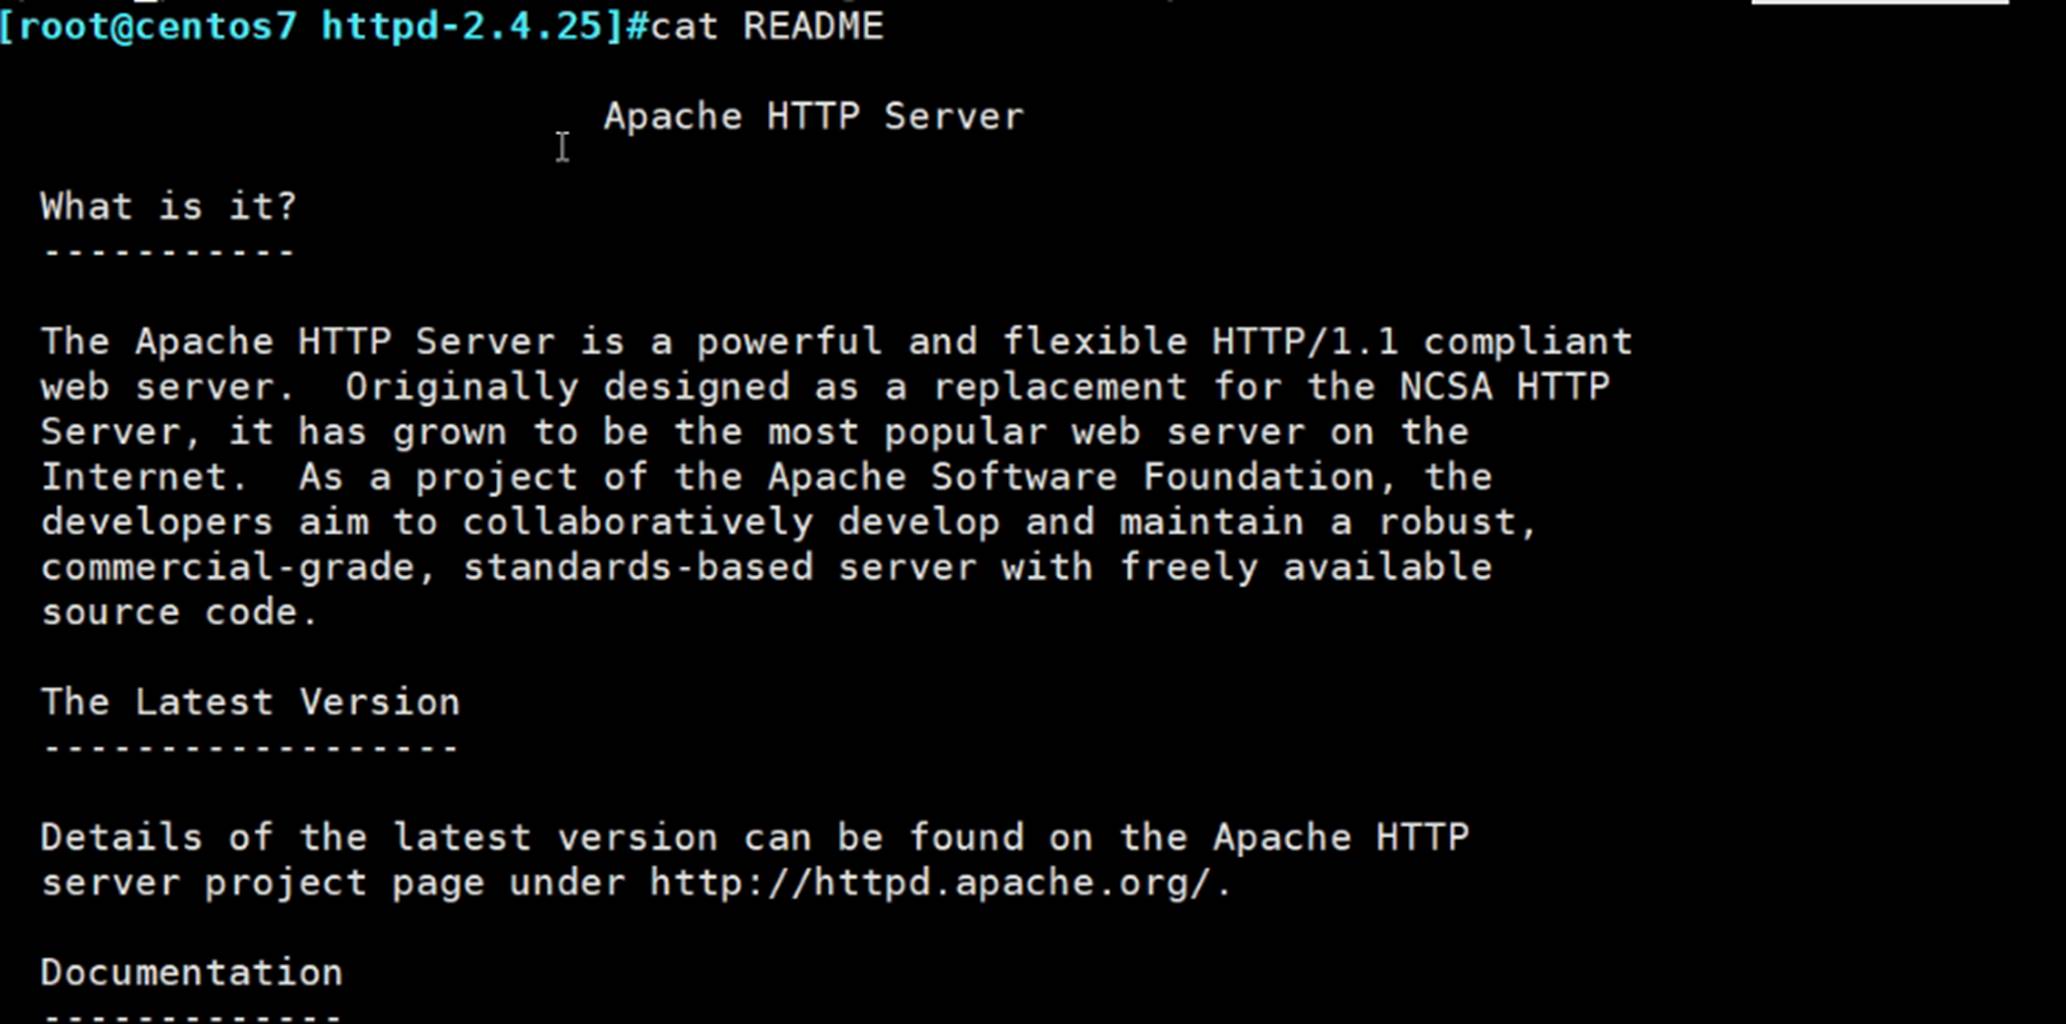 [root@centos7 httpd-2.4.25]#cat README
Apache HTTP Server
What is it?
-----------
The Apache HTTP Server is a powerful and flexible HTTP/1.1 compliant
web server.  Originally designed as a replacement for the NCSA HTTP
Server, it has grown to be the most popular web server on the
Internet.  As a project of the Apache Software Foundation, the
developers aim to collaboratively develop and maintain a robust,
commercial-grade, standards-based server with freely available
source code.
The Latest Version
------------------
Details of the latest version can be found on the Apache HTTP
server project page under http://httpd.apache.org/.
Documentation
-------------